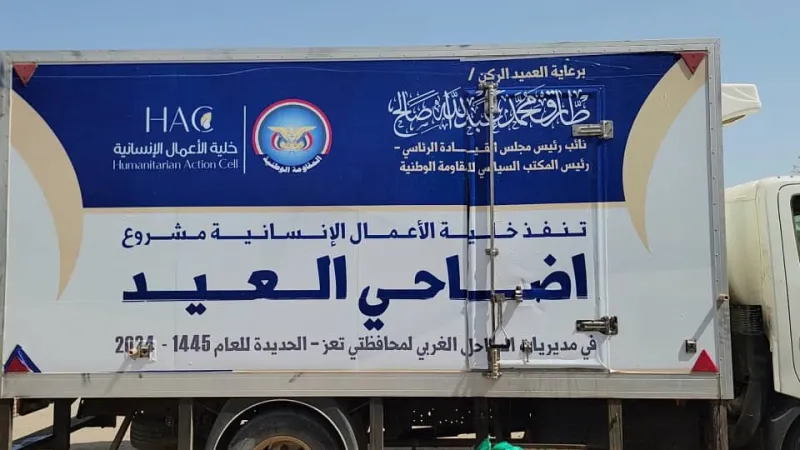 برعاية العميد الركن /
طارق محمد عبدالله صالح
نائب رئيس مجلس القيادة الرئاسي -
رئيس المكتب السياسي للمقاومة الوطنية
المقاومة الوطنية
HAC
خلية الأعمال الإنسانية
Humanitarian Action Cell
تنفذ خلية الأعمال الإنسانية مشروع
اضاحي العيد
في مديريات الساحل الغربي لمحافظتي تعز - الحديدة للعام 1445 - 2024